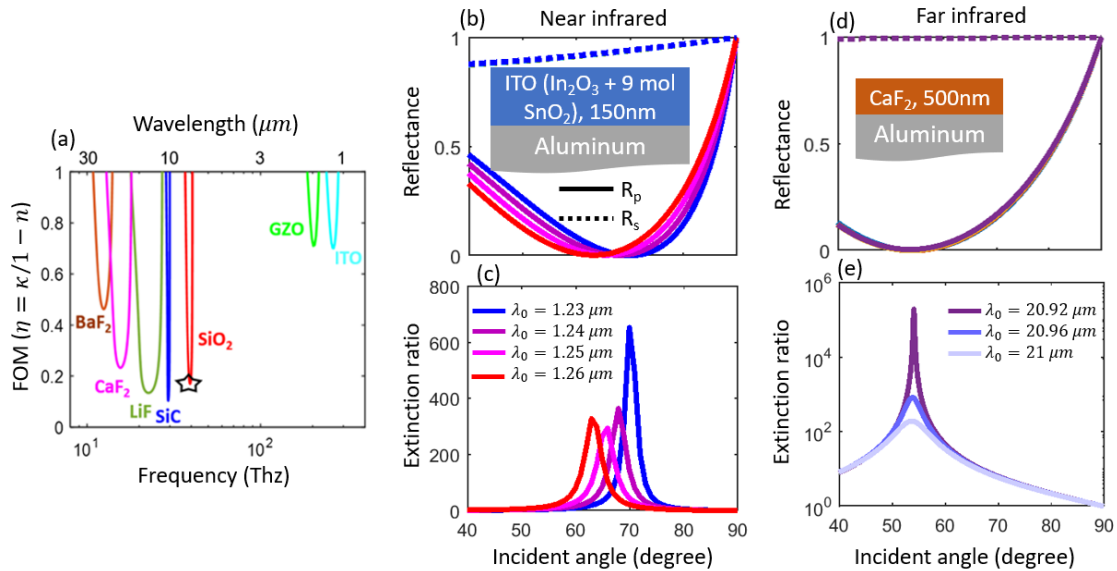 Wavelength (μm)
(a)
30
10
3
1
FOM (η = κ/1 − n)
1
0.8
0.6
0.4
0.2
0
BaF₂
CaF₂
LiF
SiC
SiO₂
GZO
ITO
10¹
10²
Frequency (Thz)
Near infrared
(b)
Reflectance
1
0.5
0
ITO (In₂O₃ + 9 mol
SnO₂), 150nm
Aluminum
Rₚ
Rₛ
(c)
Extinction ratio
800
600
400
200
0
λ₀ = 1.23 μm
λ₀ = 1.24 μm
λ₀ = 1.25 μm
λ₀ = 1.26 μm
40
50
60
70
80
90
Incident angle (degree)
Far infrared
(d)
Reflectance
1
0.5
0
CaF₂, 500nm
Aluminum
(e)
Extinction ratio
10⁶
10⁴
10²
10⁰
λ₀ = 20.92 μm
λ₀ = 20.96 μm
λ₀ = 21 μm
40
50
60
70
80
90
Incident angle (degree)